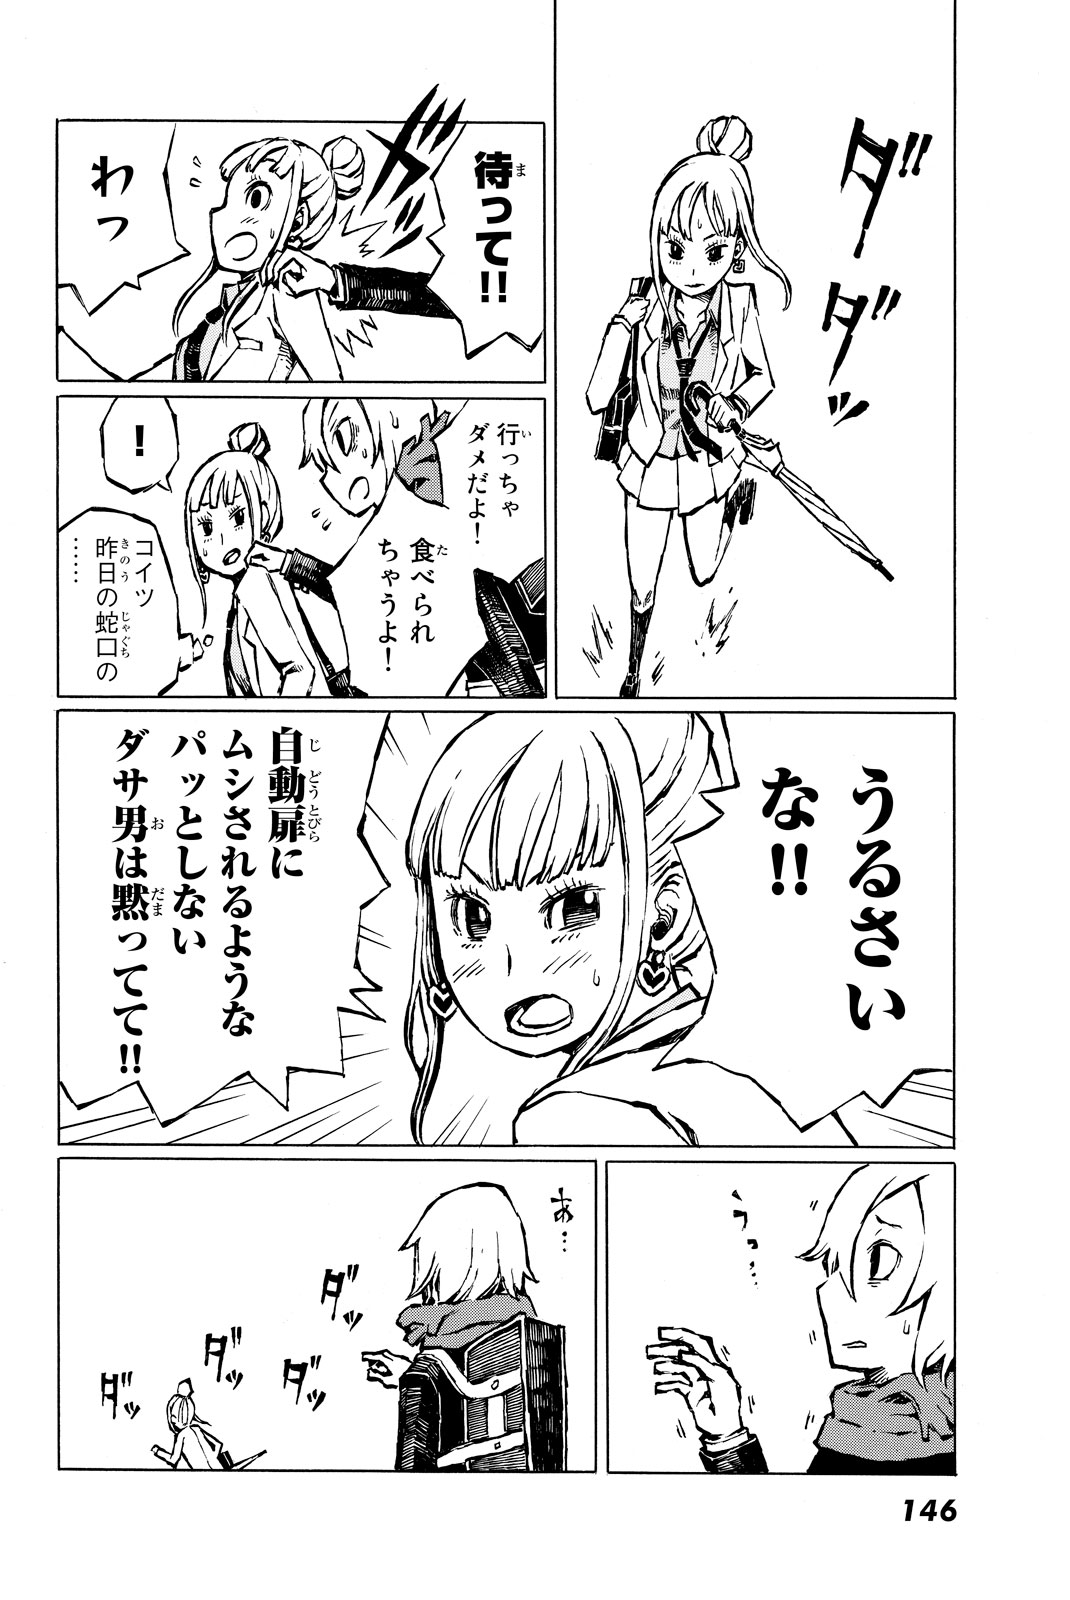 ダ!!
ダダッ
待って!!
ガッ
わっ
行っちゃ
ダメだよ!
食べられ
ちゃうよ!
!
コイツ
昨日の蛇口の
……
うるさい
な!!
自動扉に
ムシされるような
パッとしない
ダサ男は黙ってて!!
うっ…
あ…
ダッ
ダッ
ダッ
146